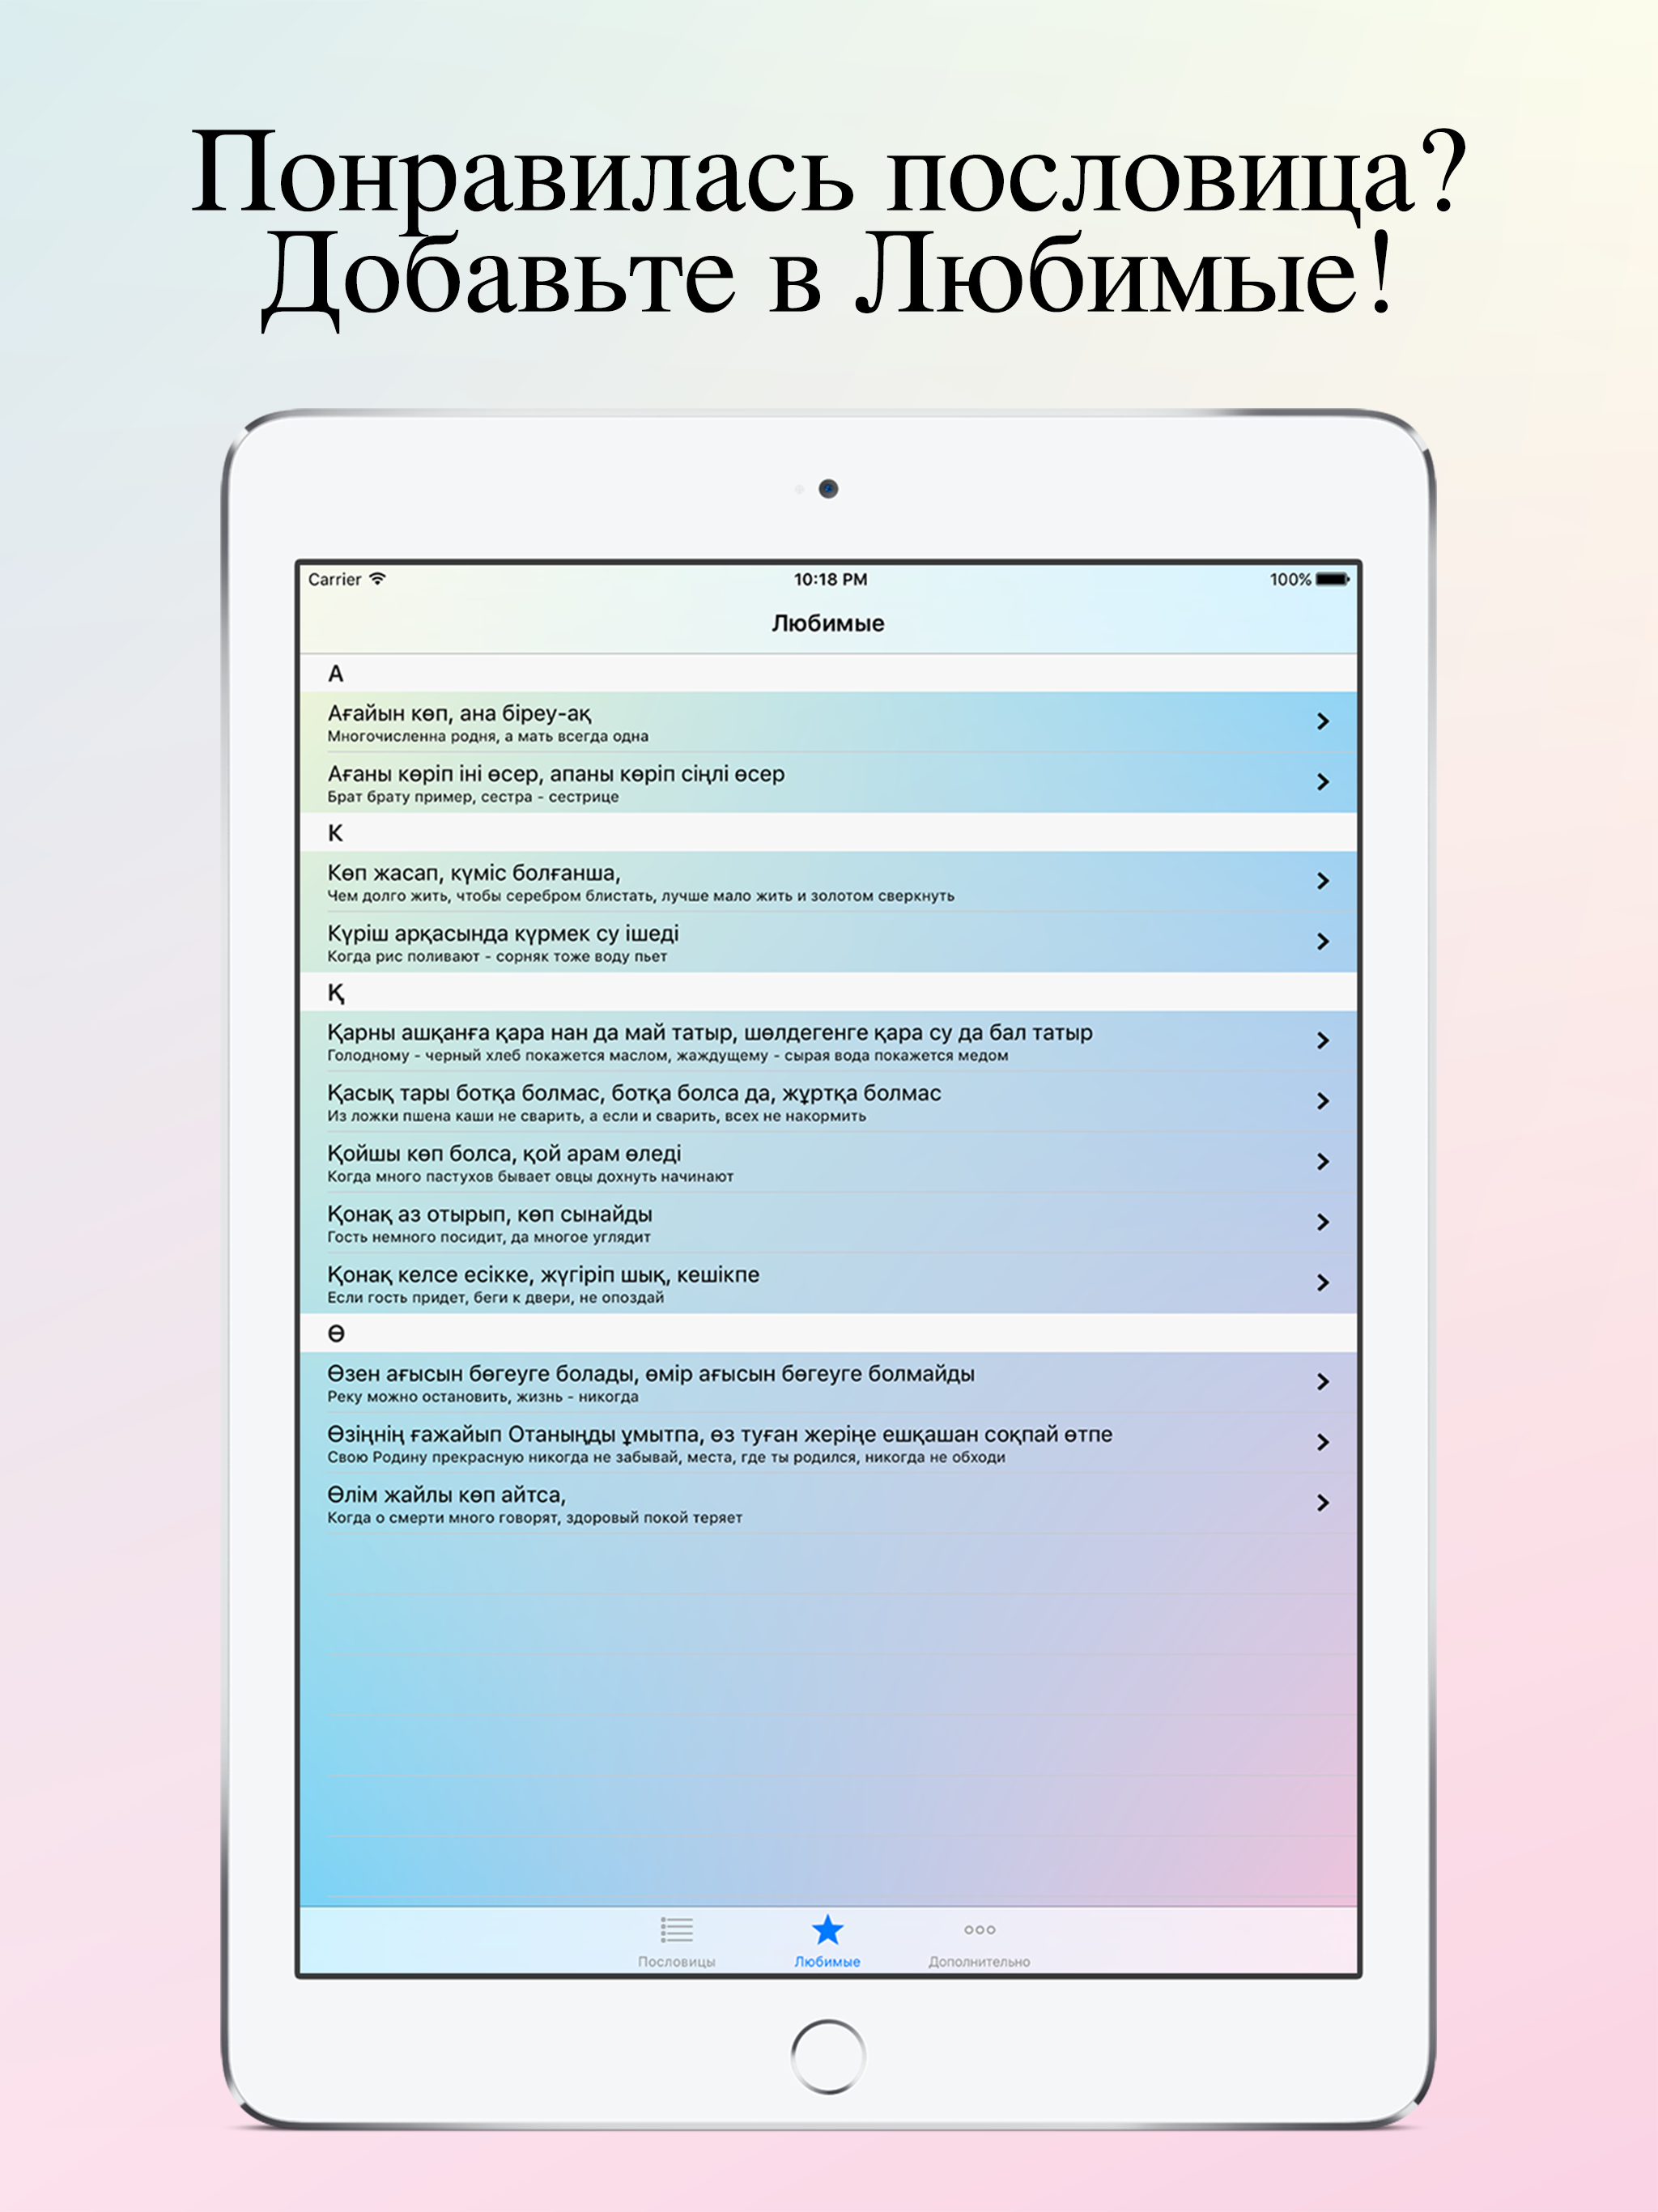 Понравилась пословица?
Добавьте в Любимые!
Carrier 10:18 PM 100%
Любимые
А
Ағайын көп, ана біреу-ақ
Многочисленна родня, а мать всегда одна
Ағаны көріп іні өсер, апаны көріп сіңлі өсер
Брат брату пример, сестра - сестрице
К
Көп жасап, күміс болғанша,
Чем долго жить, чтобы серебром блистать, лучше мало жить и золотом сверкнуть
Күріш арқасында күрмек су ішеді
Когда рис поливают - сорняк тоже воду пьет
Қ
Қарны ашқанға қара нан да май татыр, шөлдегенге қара су да бал татыр
Голодному - черный хлеб покажется маслом, жаждущему - сырая вода покажется медом
Қасық тары ботқа болмас, ботқа болса да, жұртқа болмас
Из ложки пшена каши не сварить, а если и сварить, всех не накормить
Қойшы көп болса, қой арам өледі
Когда много пастухов бывает овцы дохнуть начинают
Қонақ аз отырып, көп сынайды
Гость немного посидит, да многое углядит
Қонақ келсе есікке, жүгіріп шық, кешікпе
Если гость придет, беги к двери, не опоздай
Ө
Өзен ағысын бөгеуге болады, өмір ағысын бөгеуге болмайды
Реку можно остановить, жизнь - никогда
Өзіңнің ғажайып Отаныңды ұмытпа, өз туған жеріңе ешқашан соқпай өтпе
Свою Родину прекрасную никогда не забывай, места, где ты родился, никогда не обходи
Өлім жайлы көп айтса,
Когда о смерти много говорят, здоровый покой теряет
Пословицы Любимые Дополнительно